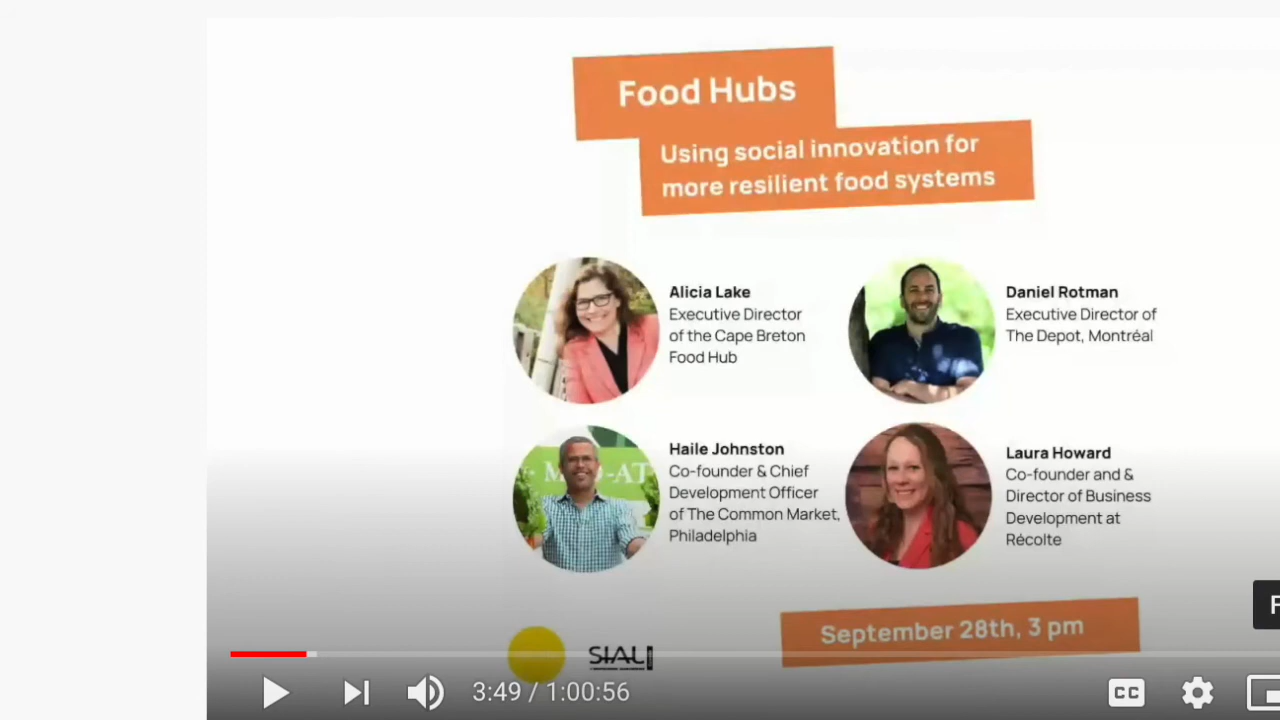 Food Hubs
Using social innovation for
more resilient food systems
Alicia Lake
Executive Director
of the Cape Breton
Food Hub
Daniel Rotman
Executive Director of
The Depot, Montréal
Haile Johnston
Co-founder & Chief
Development Officer
of The Common Market,
Philadelphia
Laura Howard
Co-founder and &
Director of Business
Development at
Récolte
September 28th, 3 pm
SIAL
3:49 / 1:00:56
CC